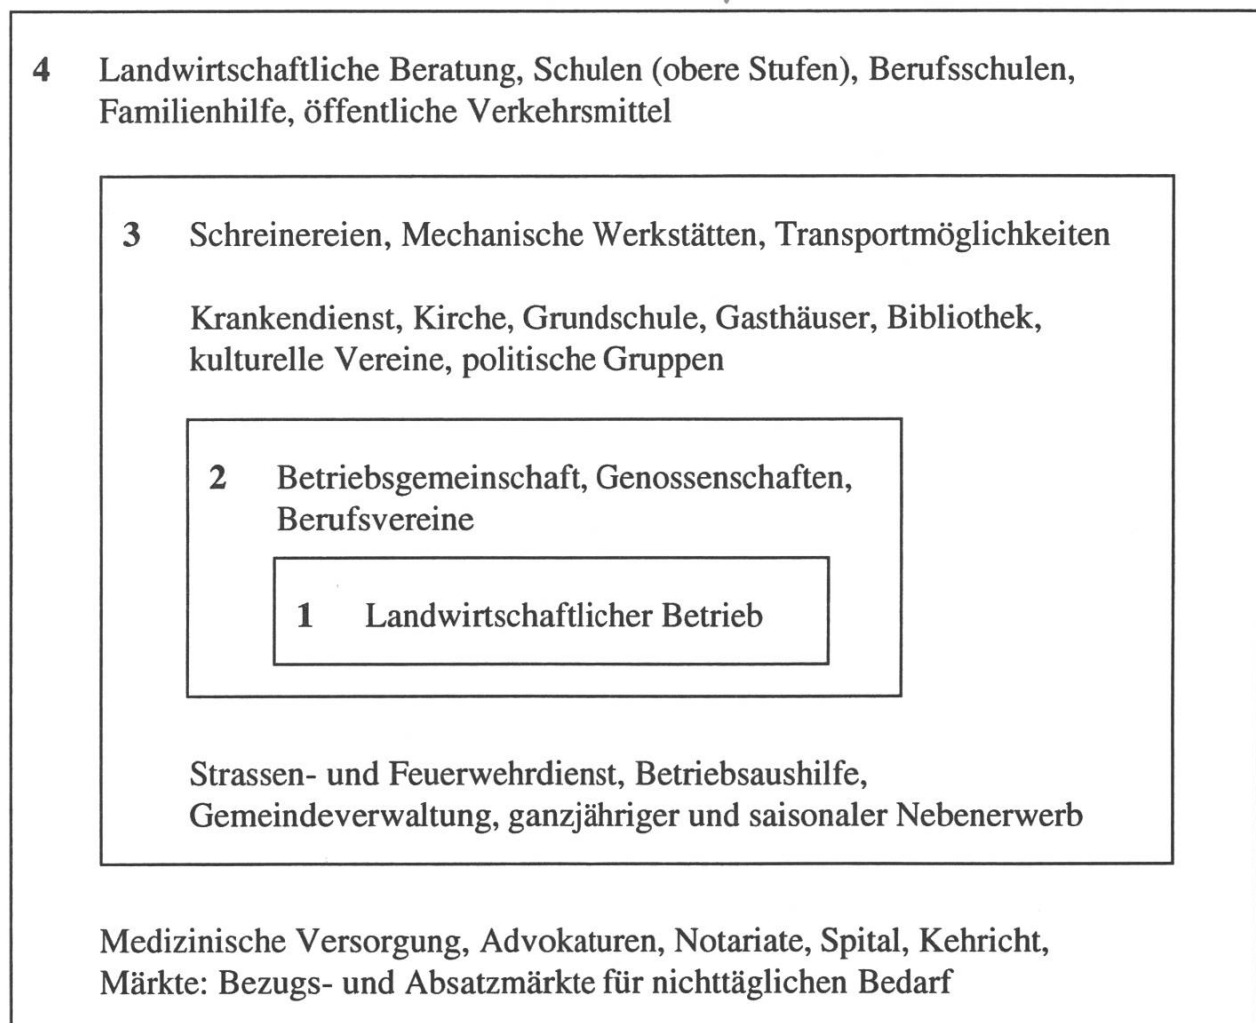 4 Landwirtschaftliche Beratung, Schulen (obere Stufen), Berufsschulen,
Familienhilfe, öffentliche Verkehrsmittel
3 Schreinereien, Mechanische Werkstätten, Transportmöglichkeiten
Krankendienst, Kirche, Grundschule, Gasthäuser, Bibliothek,
kulturelle Vereine, politische Gruppen
2 Betriebsgemeinschaft, Genossenschaften,
Berufsvereine
1 Landwirtschaftlicher Betrieb
Strassen- und Feuerwehrdienst, Betriebsaushilfe,
Gemeindeverwaltung, ganzjähriger und saisonaler Nebenerwerb
Medizinische Versorgung, Advokaturen, Notariate, Spital, Kehricht,
Märkte: Bezugs- und Absatzmärkte für nichttäglichen Bedarf